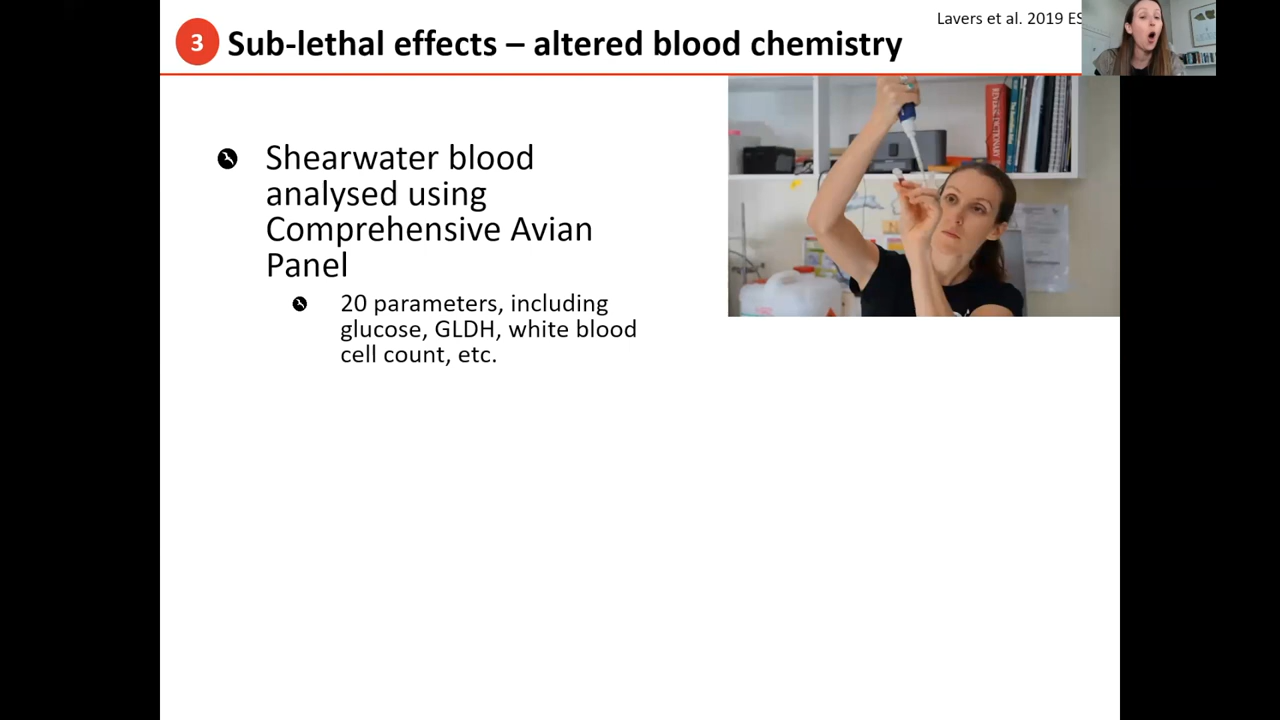 Lavers et al. 2019 ES
3 Sub-lethal effects – altered blood chemistry
Shearwater blood
analysed using
Comprehensive Avian
Panel
20 parameters, including
glucose, GLDH, white blood
cell count, etc.